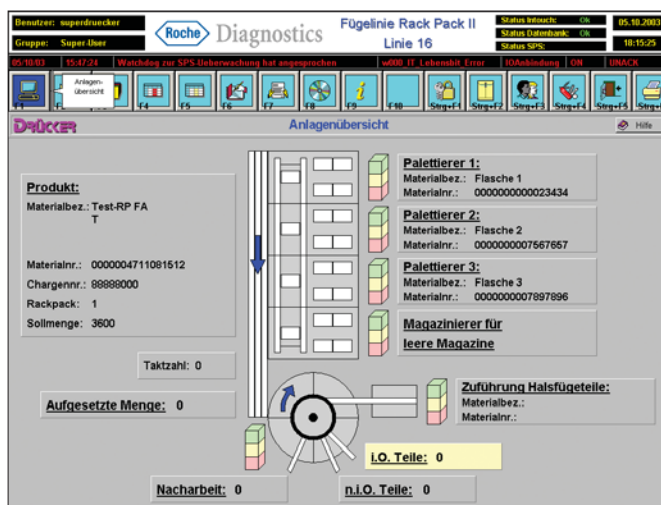 Benutzer: superdruecker
Gruppe: Super-User
Roche Diagnostics
Fügelinie Rack Pack II
Linie 16
Status Intouch: Ok
Status Datenbank: Ok
Status SPS:
05.10.2003
18:15:25
05/10/03 15:47:24 Watchdog zur SPS-Ueberwachung hat angesprochen w000_IT_Lebensbit_Error IOAnbindung ON UNACK
Anlagen-
übersicht
F1 F4 F5 F6 F7 F8 F9 F10 Strg+F1 Strg+F2 Strg+F3 Strg+F4 Strg+F5
DRÜCKER
Anlagenübersicht
Hilfe
Produkt:
Materialbez.: Test-RP FA
T
Materialnr.: 0000004711081512
Chargennr.: 88888000
Rackpack: 1
Sollmenge: 3600
Taktzahl: 0
Aufgesetzte Menge: 0
Palettierer 1:
Materialbez.: Flasche 1
Materialnr.: 0000000000023434
Palettierer 2:
Materialbez.: Flasche 2
Materialnr.: 0000000007567657
Palettierer 3:
Materialbez.: Flasche 3
Materialnr.: 0000000007897896
Magazinierer für
leere Magazine
Zuführung Halsfügeteile:
Materialbez.:
Materialnr.:
i.O. Teile: 0
Nacharbeit: 0
n.i.O. Teile: 0